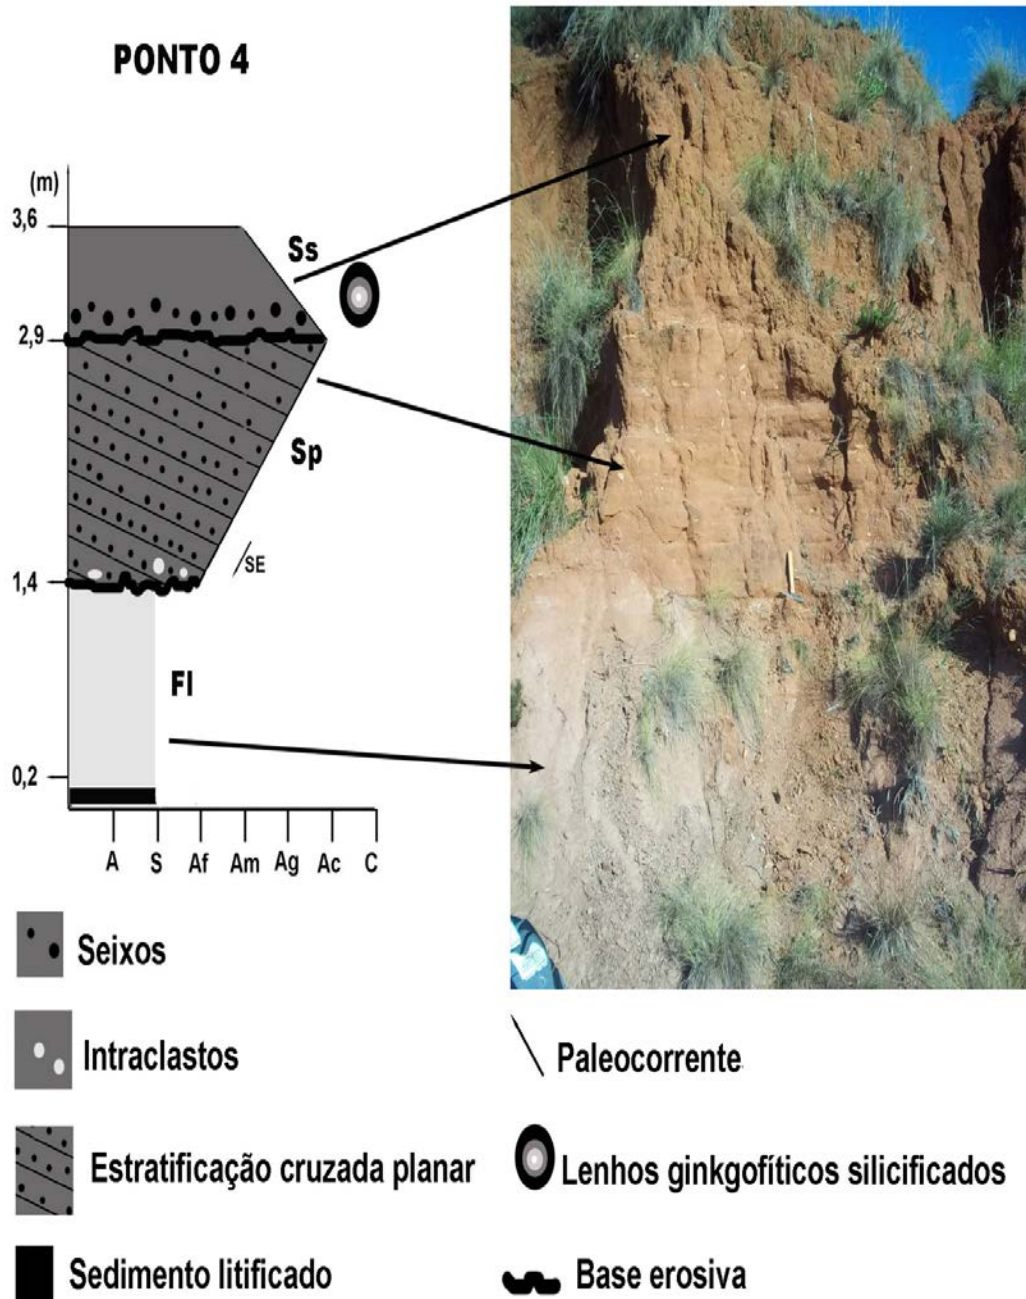 PONTO 4
(m)
3,6
Ss
2,9
Sp
SE
1,4
Fl
0,2
A S Af Am Ag Ac C
Seixos
Intraclastos
Paleocorrente
Estratificação cruzada planar
Lenhos ginkgofíticos silicificados
Sedimento litificado
Base erosiva